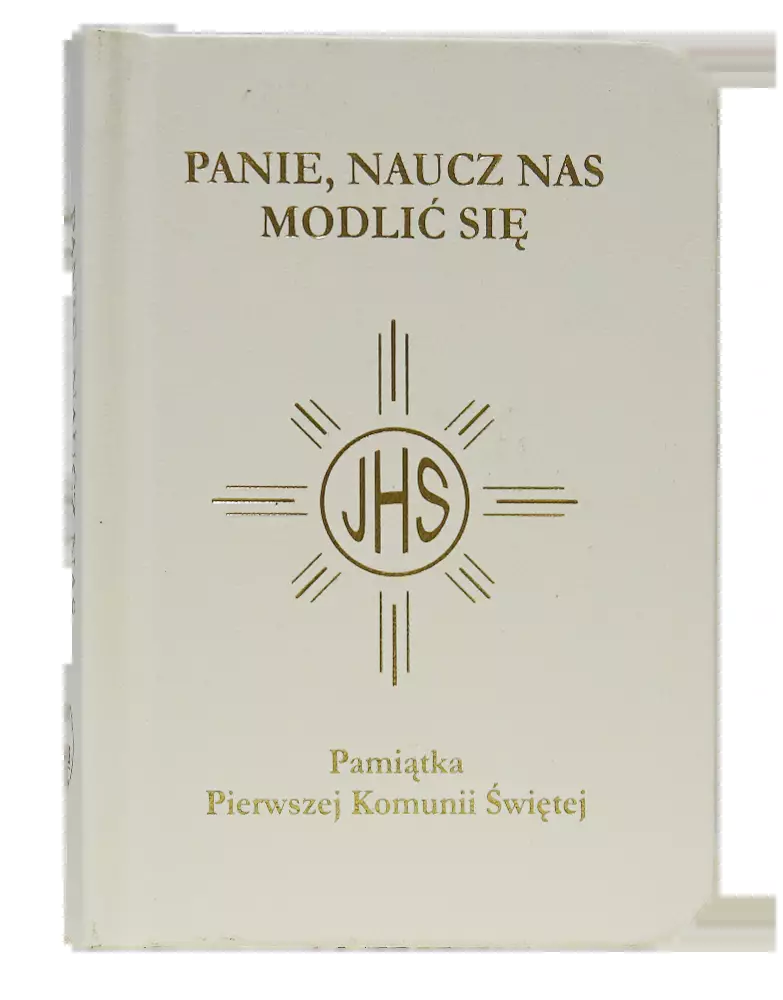 PANIE, NAUCZ NAS
MODLIĆ SIĘ
JHS
Pamiątka
Pierwszej Komunii Świętej